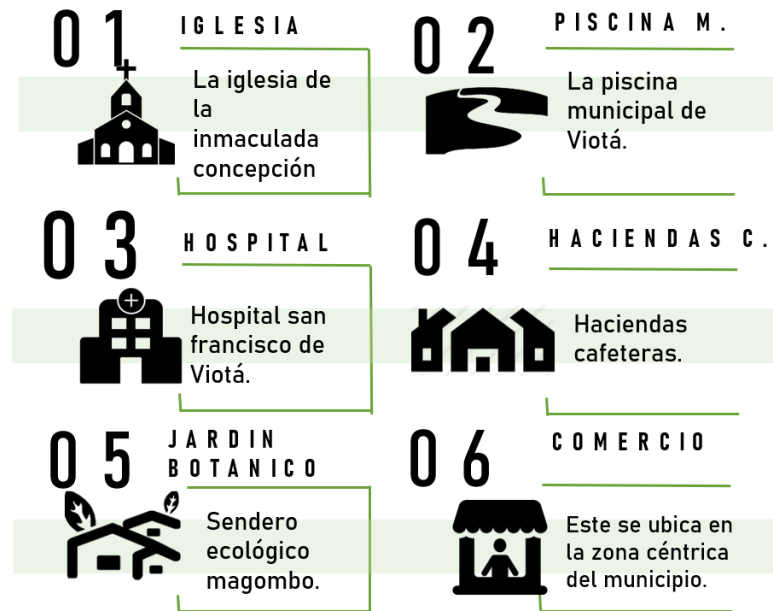 01
IGLESIA
La iglesia de
la
inmaculada
concepción
02
PISCINA M.
La piscina
municipal de
Viotá.
03
HOSPITAL
Hospital san
francisco de
Viotá.
04
HACIENDAS C.
Haciendas
cafeteras.
05
JARDIN
BOTANICO
Sendero
ecológico
magombo.
06
COMERCIO
Este se ubica en
la zona céntrica
del municipio.